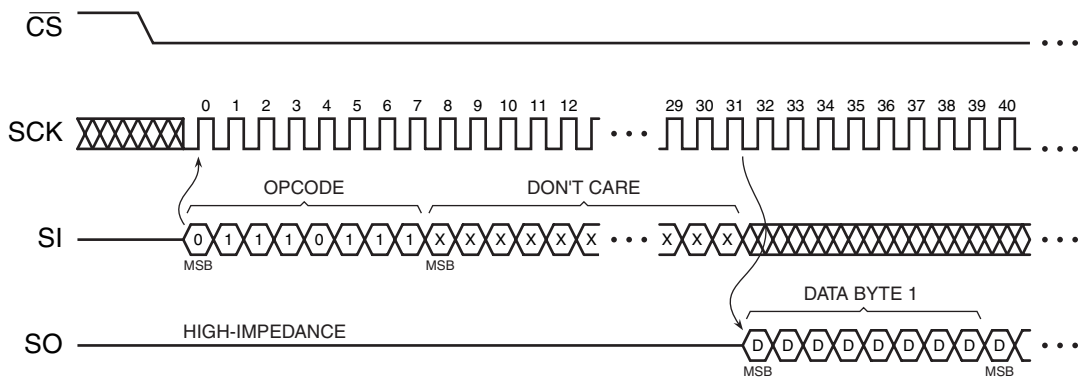 CS
0 1 2 3 4 5 6 7 8 9 10 11 12 29 30 31 32 33 34 35 36 37 38 39 40
SCK
OPCODE DON'T CARE
SI 0 1 1 1 0 1 1 1 X X X X X X X X X
MSB MSB
DATA BYTE 1
HIGH-IMPEDANCE
SO D D D D D D D D D
MSB MSB